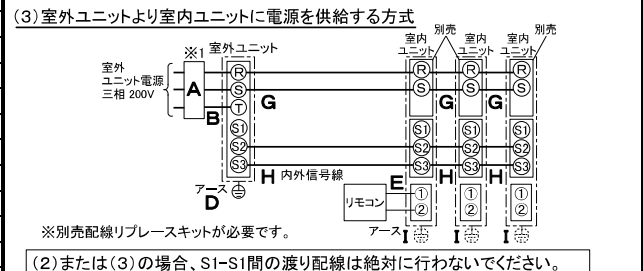 (3)室外ユニットより室内ユニットに電源を供給する方式
※1 室外ユニット
室内
ユニット
別売
室内
ユニット
室内
ユニット
別売
室外
ユニット電源
三相 200V
A
B
R
S
T
S1
S2
S3
G
R
S
G
R
S
G
R
S
S1
S2
S3
S1
S2
S3
S1
S2
S3
H 内外信号線
H
H
アース
D
E
リモコン
①
②
①
②
①
②
アース I
I
I
※別売配線リプレースキットが必要です。
(2)または(3)の場合、S1-S1間の渡り配線は絶対に行わないでください。